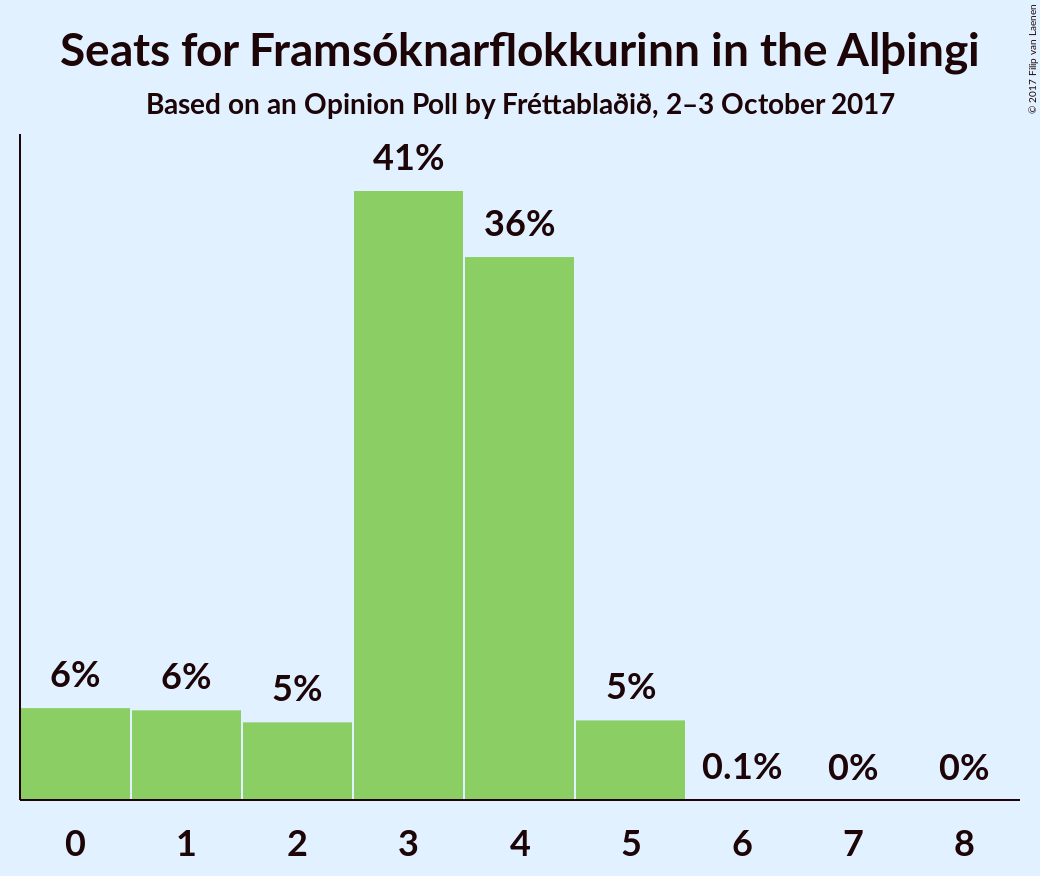 Seats for Framsóknarflokkurinn in the Alþingi
Based on an Opinion Poll by Fréttablaðið, 2–3 October 2017
© 2017 Filip van Laenen
41%
36%
6%
6%
5%
5%
0.1%
0%
0%
0 1 2 3 4 5 6 7 8